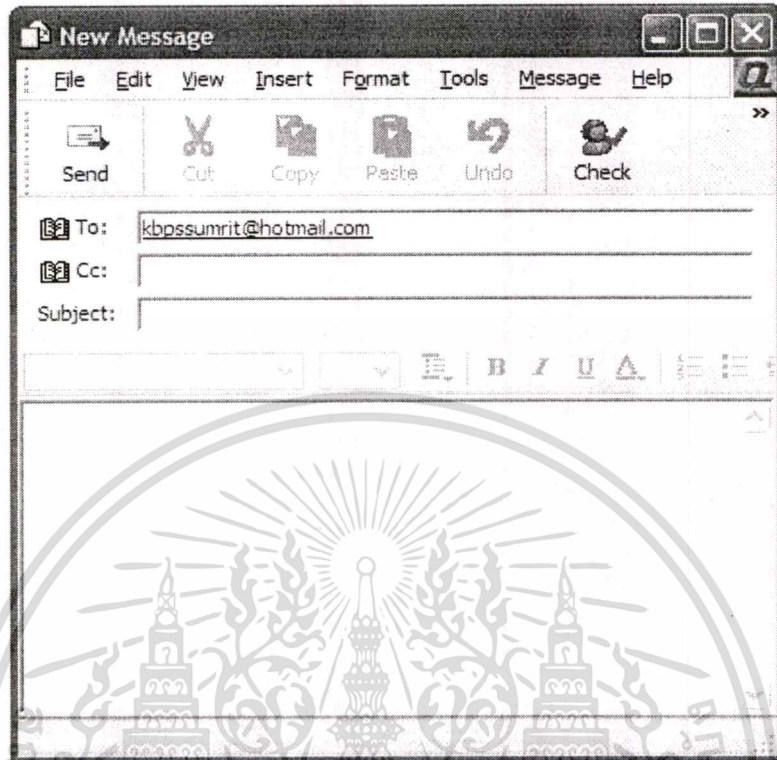 New Message
File Edit View Insert Format Tools Message Help
Send Cut Copy Paste Undo Check
To: kbpssumrit@hotmail.com
Cc:
Subject:
B I U A